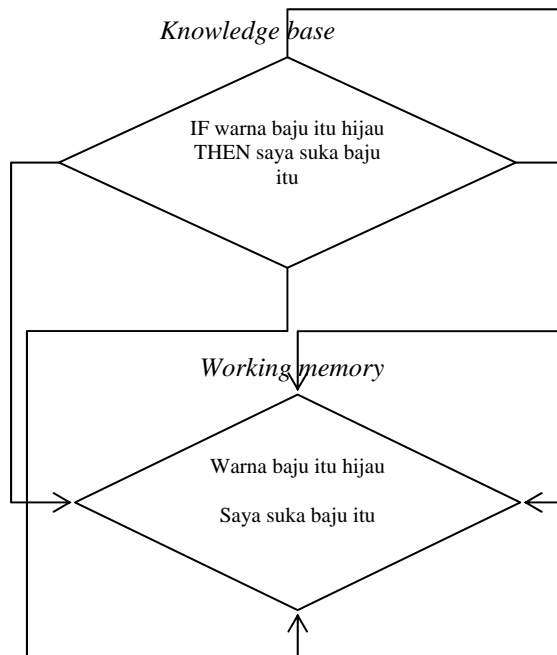 Knowledge base
IF warna baju itu hijau
THEN saya suka baju
itu
Working memory
Warna baju itu hijau
Saya suka baju itu